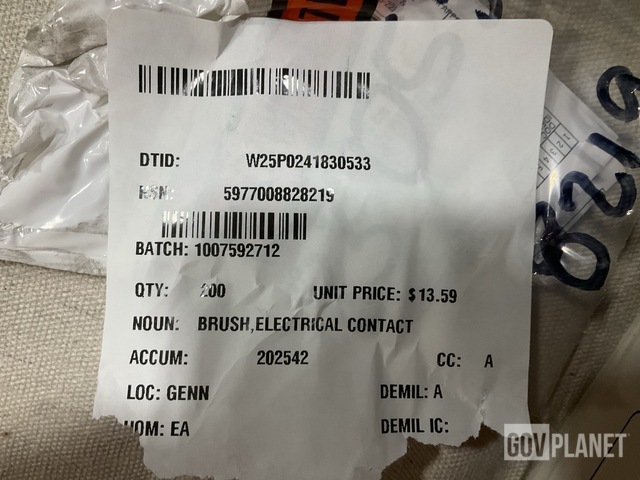 DTID: W25P0241830533
NSN: 5977008828219
BATCH: 1007592712
QTY: 200 UNIT PRICE: $13.59
NOUN: BRUSH,ELECTRICAL CONTACT
ACCUM: 202542 CC: A
LOC: GENN DEMIL: A
UOM: EA DEMIL IC:
GOVPLANET